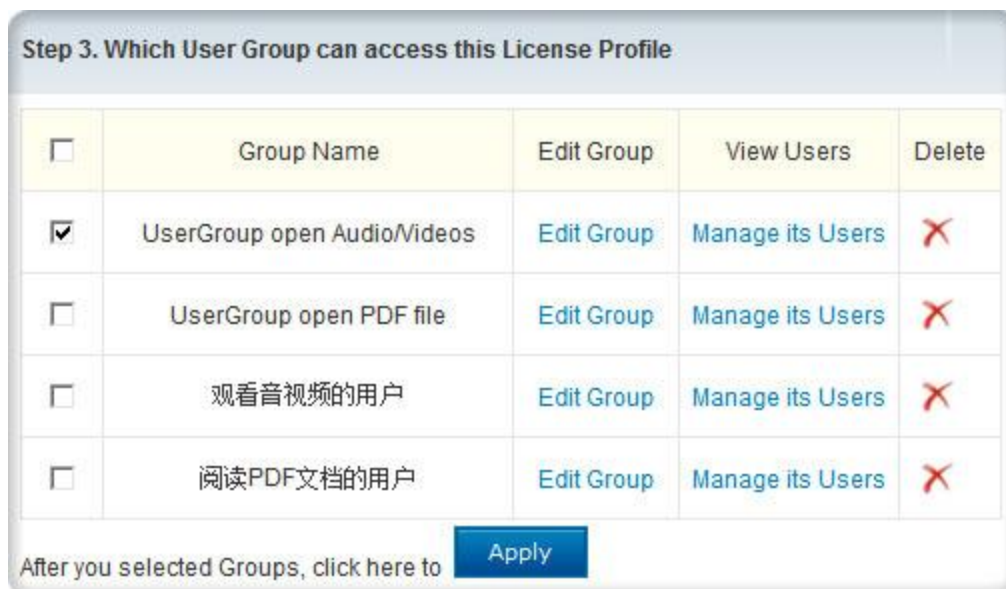 Step 3. Which User Group can access this License Profile
Group Name Edit Group View Users Delete
UserGroup open Audio/Videos Edit Group Manage its Users
UserGroup open PDF file Edit Group Manage its Users
观看音视频的用户 Edit Group Manage its Users
阅读PDF文档的用户 Edit Group Manage its Users
After you selected Groups, click here to Apply